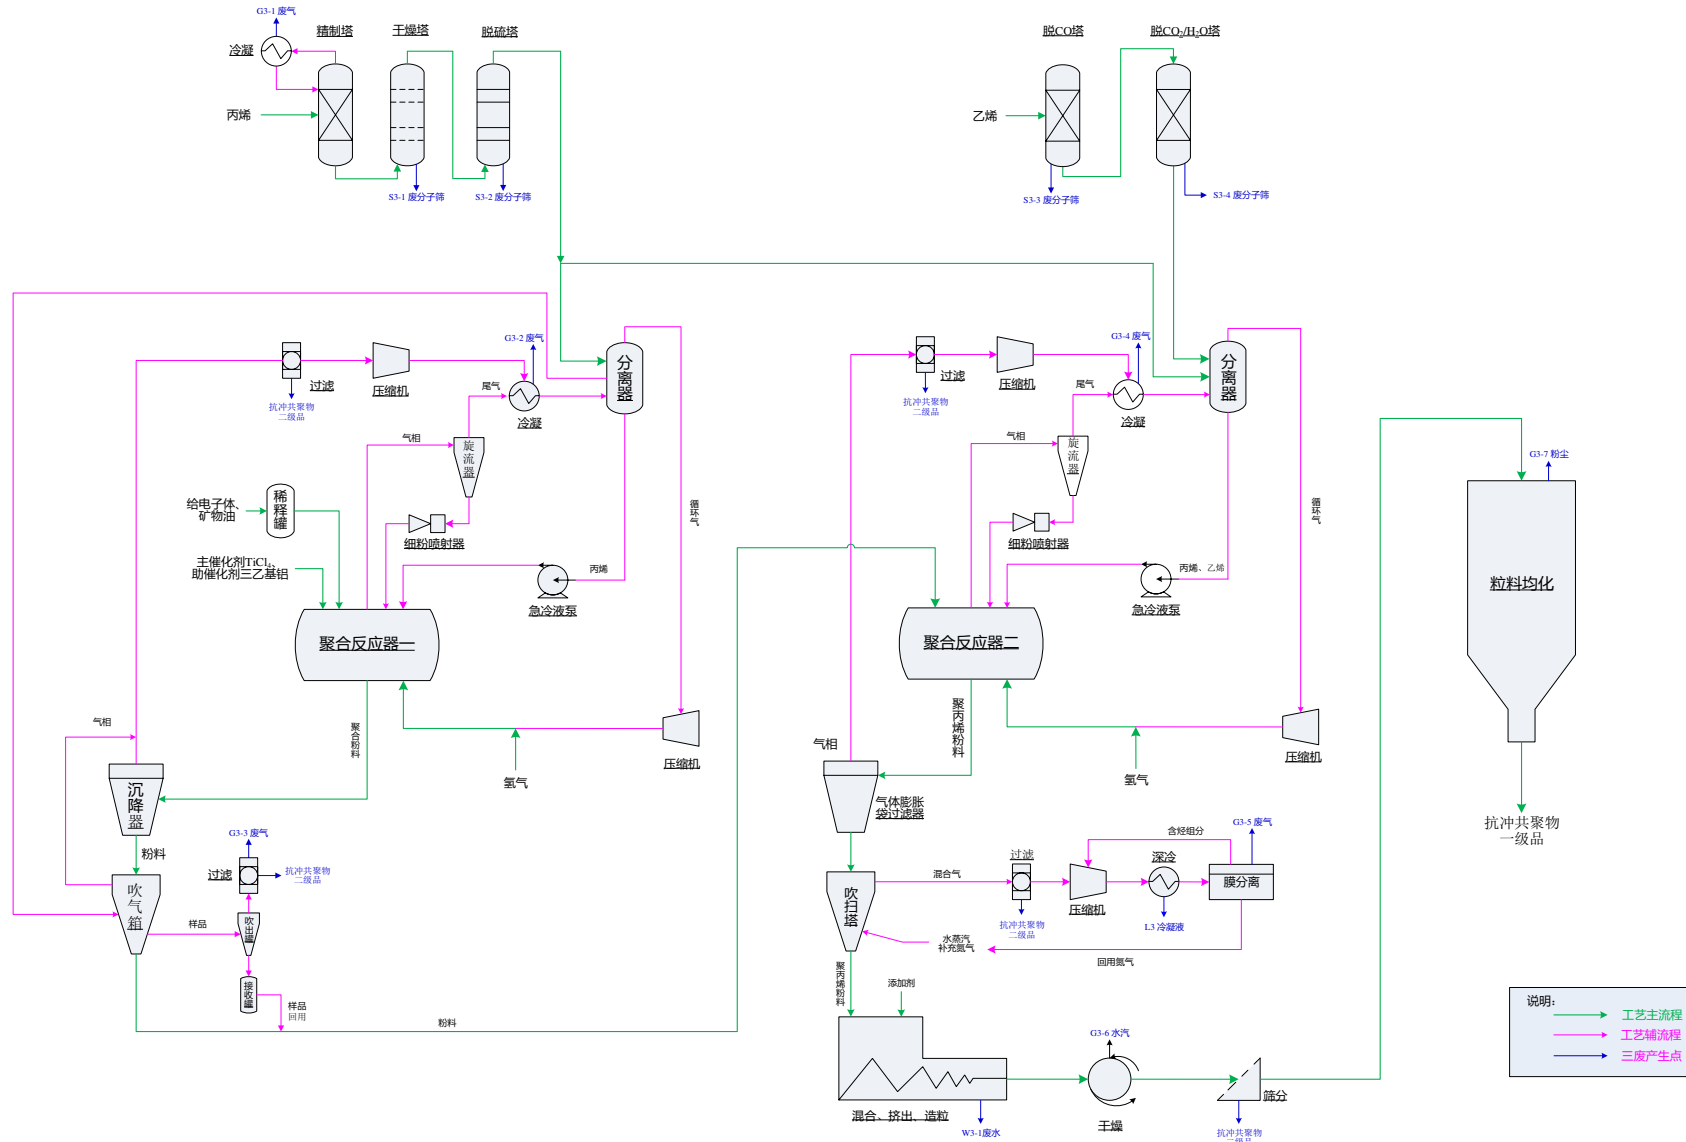 G3-1 废气
精制塔
干燥塔
脱硫塔
脱CO塔
脱CO₂/H₂O塔
冷凝
丙烯
乙烯
S3-1 废分子筛
S3-2 废分子筛
S3-3 废分子筛
S3-4 废分子筛
G3-2 废气
G3-4 废气
过滤
压缩机
尾气
冷凝
分离器
抗冲共聚物
二级品
过滤
压缩机
尾气
冷凝
分离器
抗冲共聚物
二级品
气相
旋流器
气相
旋流器
G3-7 粉尘
给电子体、
矿物油
稀释罐
循环气
循环气
细粉喷射器
细粉喷射器
主催化剂TiCl₄、
助催化剂三乙基铝
丙烯
急冷液泵
丙烯、乙烯
急冷液泵
粒料均化
聚合反应器一
聚合反应器二
气相
聚合粉料
压缩机
氢气
聚丙烯粉料
气相
压缩机
氢气
沉降器
气体膨胀
袋过滤器
抗冲共聚物
一级品
粉料
G3-3 废气
过滤
抗冲共聚物
二级品
吹气箱
样品
吹出罐
接收罐
样品
回用
粉料
吹扫塔
混合气
过滤
抗冲共聚物
二级品
压缩机
含烃组分
深冷
L3 冷凝液
G3-5 废气
膜分离
水蒸汽
补充氮气
回用氮气
聚丙烯粉料
添加剂
混合、挤出、造粒
W3-1废水
G3-6 水汽
干燥
筛分
抗冲共聚物
二级品
说明：
工艺主流程
工艺辅流程
三废产生点